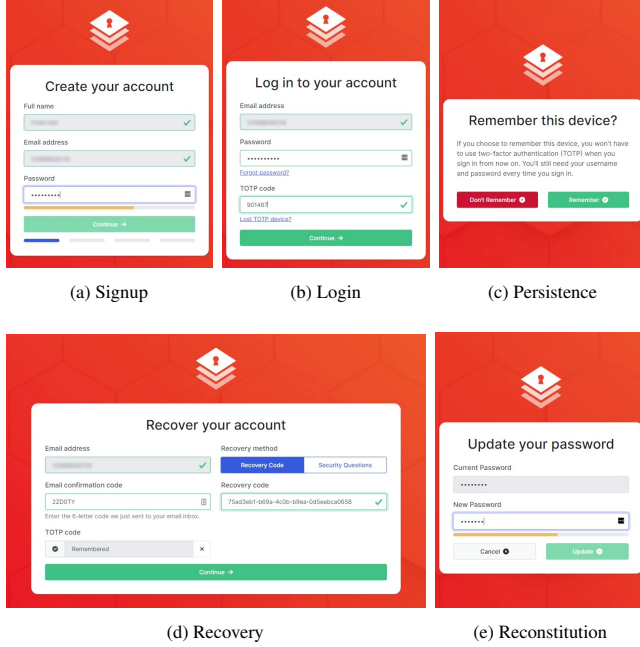 Create your account
Full name
Email address
Password
•••••••••
Continue →
(a) Signup
Log in to your account
Email address
Password
••••••••••
Forgot password?
TOTP code
901467
Lost TOTP device?
Continue →
(b) Login
Remember this device?
If you choose to remember this device, you won't have
to use two-factor authentication (TOTP) when you
sign in from now on. You'll still need your username
and password every time you sign in.
Don't Remember
Remember
(c) Persistence
Recover your account
Email address
Recovery method
Recovery Code
Security Questions
Email confirmation code
Recovery code
2ZD0TY
75ad3eb1-b69a-4c0b-b9ea-0d5eebca0658
Enter the 6-letter code we just sent to your email inbox.
TOTP code
Remembered
Continue →
(d) Recovery
Update your password
Current Password
••••••••
New Password
•••••••
Cancel
Update
(e) Reconstitution